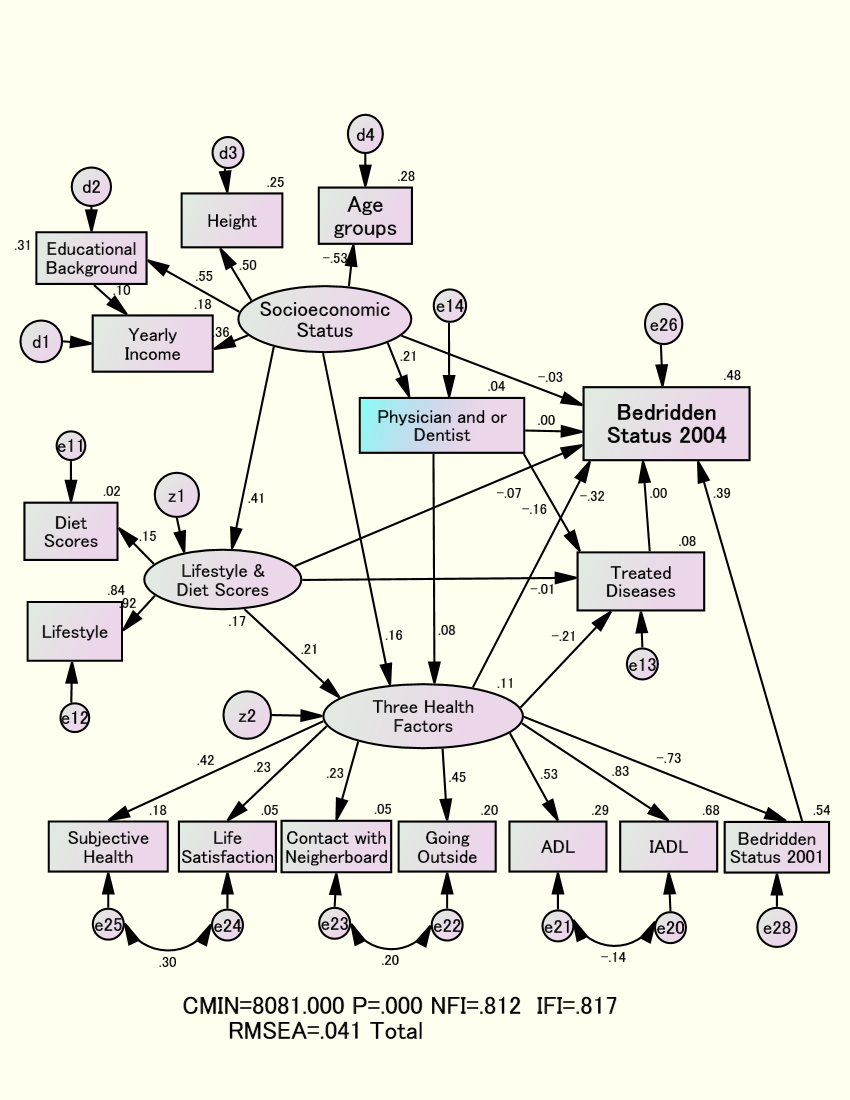 d4
d3
.28
.25
d2
Age
groups
Height
.31
Educational
Background
-.53
.50
.55
.10
.18
Socioeconomic
Status
e14
e26
d1
Yearly
Income
.36
.21
-.03
.48
.04
Physician and or
Dentist
.00
Bedridden
Status 2004
e11
.02
z1
.41
-.07
-.16
-.32
.00
.39
Diet
Scores
.15
.08
Lifestyle &
Diet Scores
Treated
Diseases
-.01
.84
.92
.17
Lifestyle
.21
.16
.08
-.21
e13
.11
e12
z2
Three Health
Factors
.42
.23
.23
.45
.53
.83
-.73
.18
.05
.05
.20
.29
.68
.54
Subjective
Health
Life
Satisfaction
Contact with
Neigherboard
Going
Outside
ADL
IADL
Bedridden
Status 2001
e25
e24
e23
e22
e21
e20
e28
.30
.20
-.14
CMIN=8081.000 P=.000 NFI=.812 IFI=.817
RMSEA=.041 Total